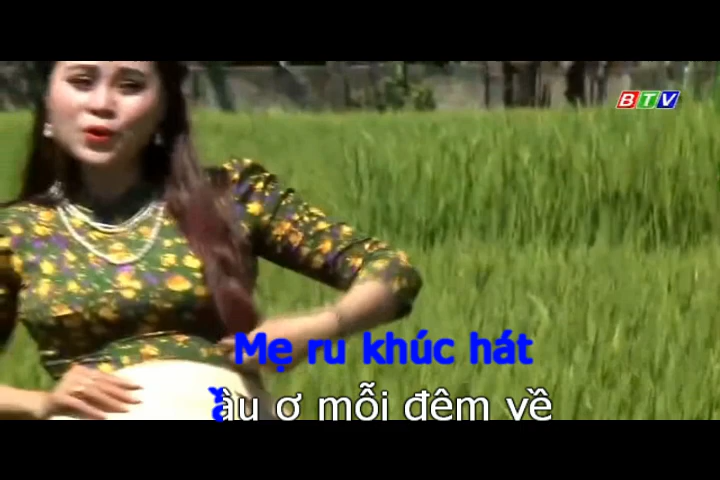 BTV
Mẹ ru khúc hát
ầu ơ mỗi đêm về